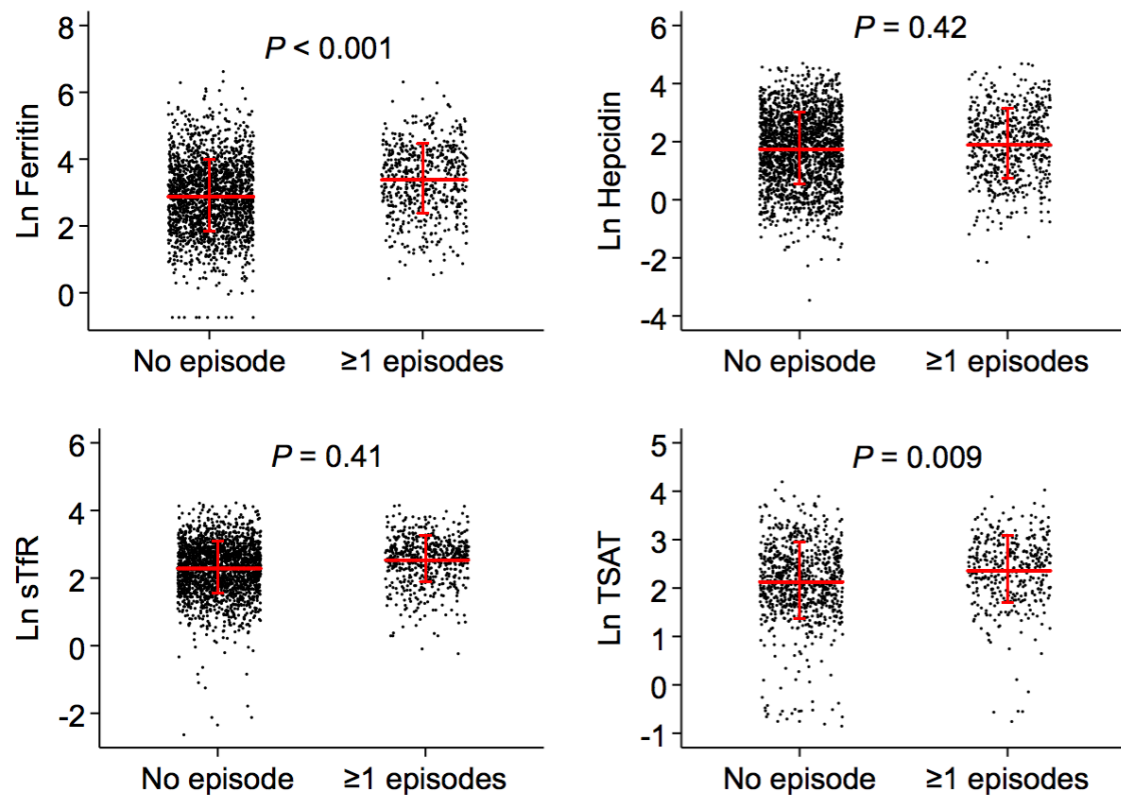 8
6
4
2
0
Ln Ferritin
P < 0.001
No episode
≥1 episodes
6
4
2
0
-2
-4
Ln Hepcidin
P = 0.42
No episode
≥1 episodes
6
4
2
0
-2
Ln sTfR
P = 0.41
No episode
≥1 episodes
5
4
3
2
1
0
-1
Ln TSAT
P = 0.009
No episode
≥1 episodes